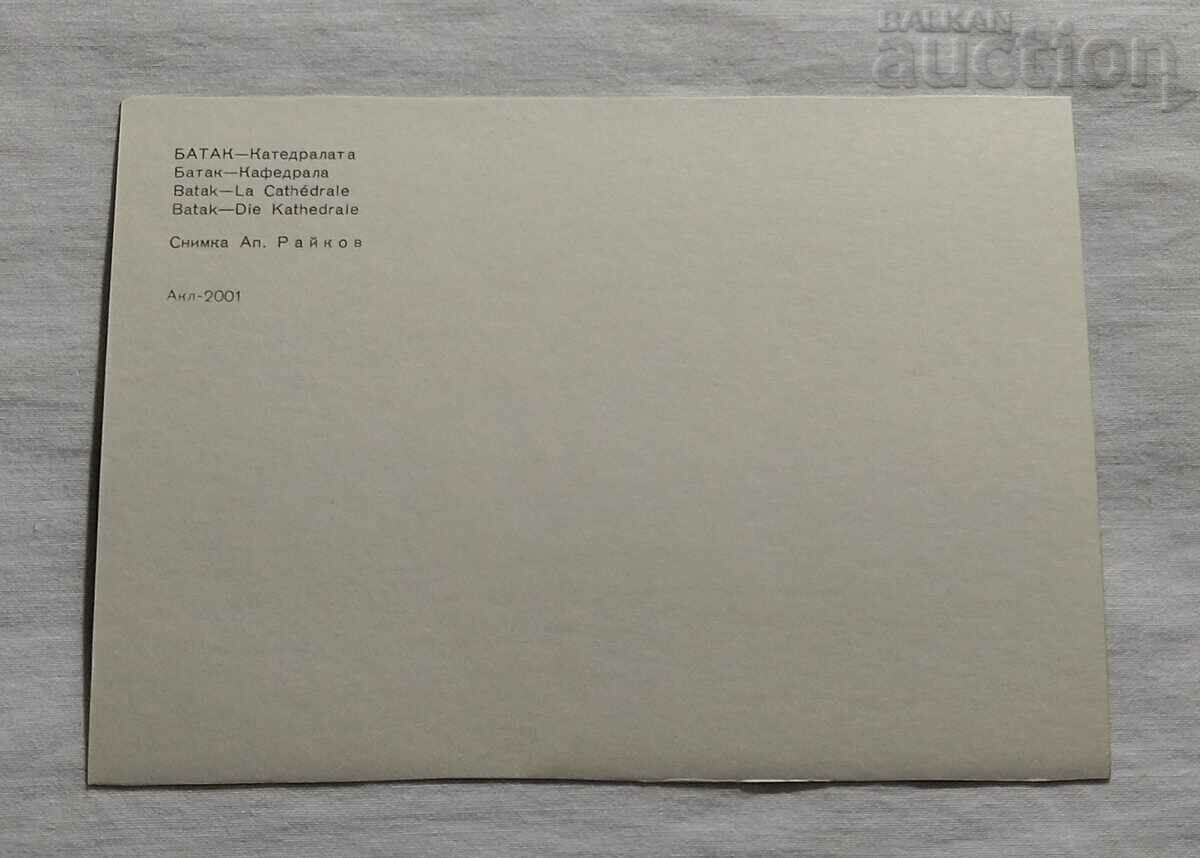 BALKAN
auction
БАТАК—Катедралата
Батак—Кафедрала
Batak—La Cathédrale
Batak—Die Kathedrale
Снимка Ап. Райков
Акл-2001